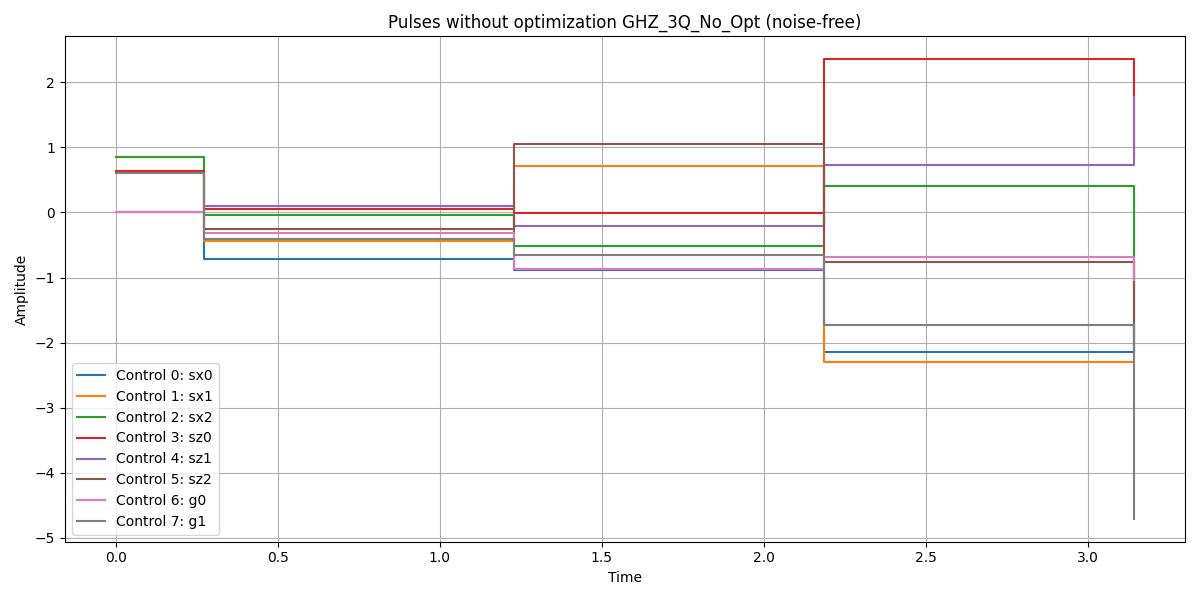 Pulses without optimization GHZ_3Q_No_Opt (noise-free)
2
1
0
−1
−2
−3
−4
−5
Amplitude
Control 0: sx0
Control 1: sx1
Control 2: sx2
Control 3: sz0
Control 4: sz1
Control 5: sz2
Control 6: g0
Control 7: g1
0.0 0.5 1.0 1.5 2.0 2.5 3.0
Time